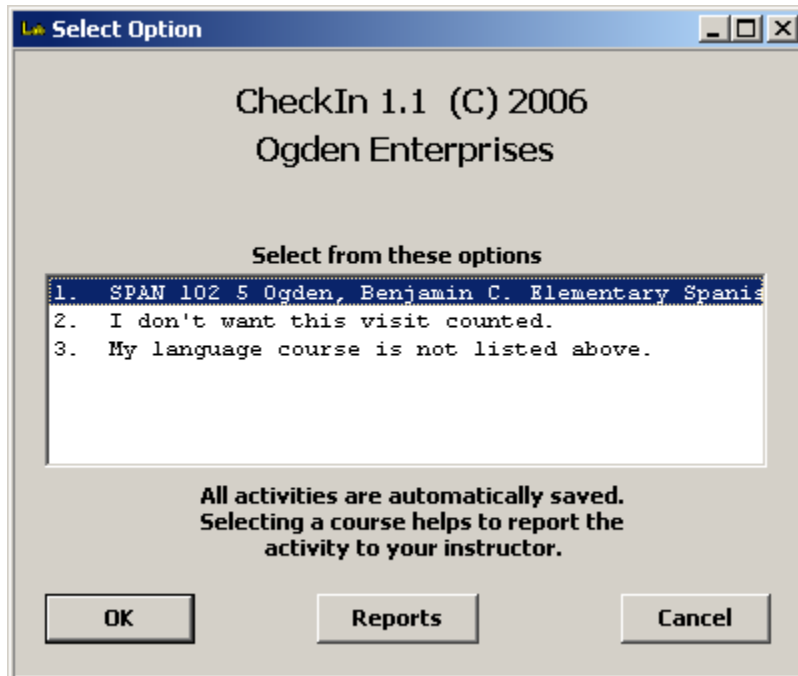 Select Option
CheckIn 1.1 (C) 2006
Ogden Enterprises
Select from these options
1. SPAN 102 5 Ogden, Benjamin C. Elementary Spanis
2. I don't want this visit counted.
3. My language course is not listed above.
All activities are automatically saved.
Selecting a course helps to report the
activity to your instructor.
OK Reports Cancel